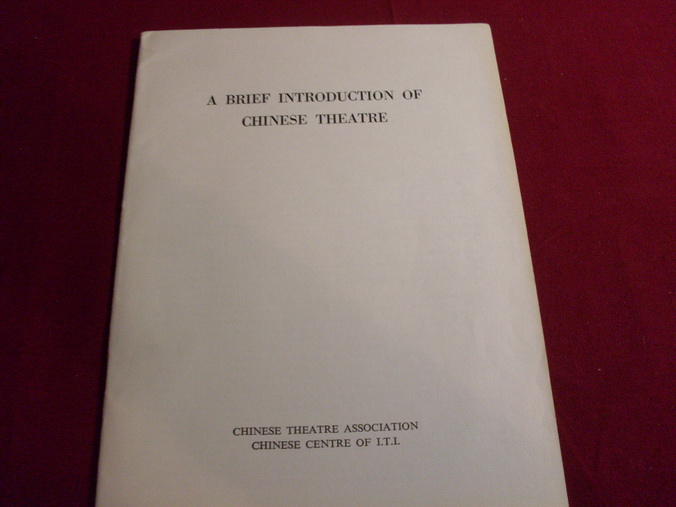 A BRIEF INTRODUCTION OF
CHINESE THEATRE
CHINESE THEATRE ASSOCIATION
CHINESE CENTRE OF I.T.I.